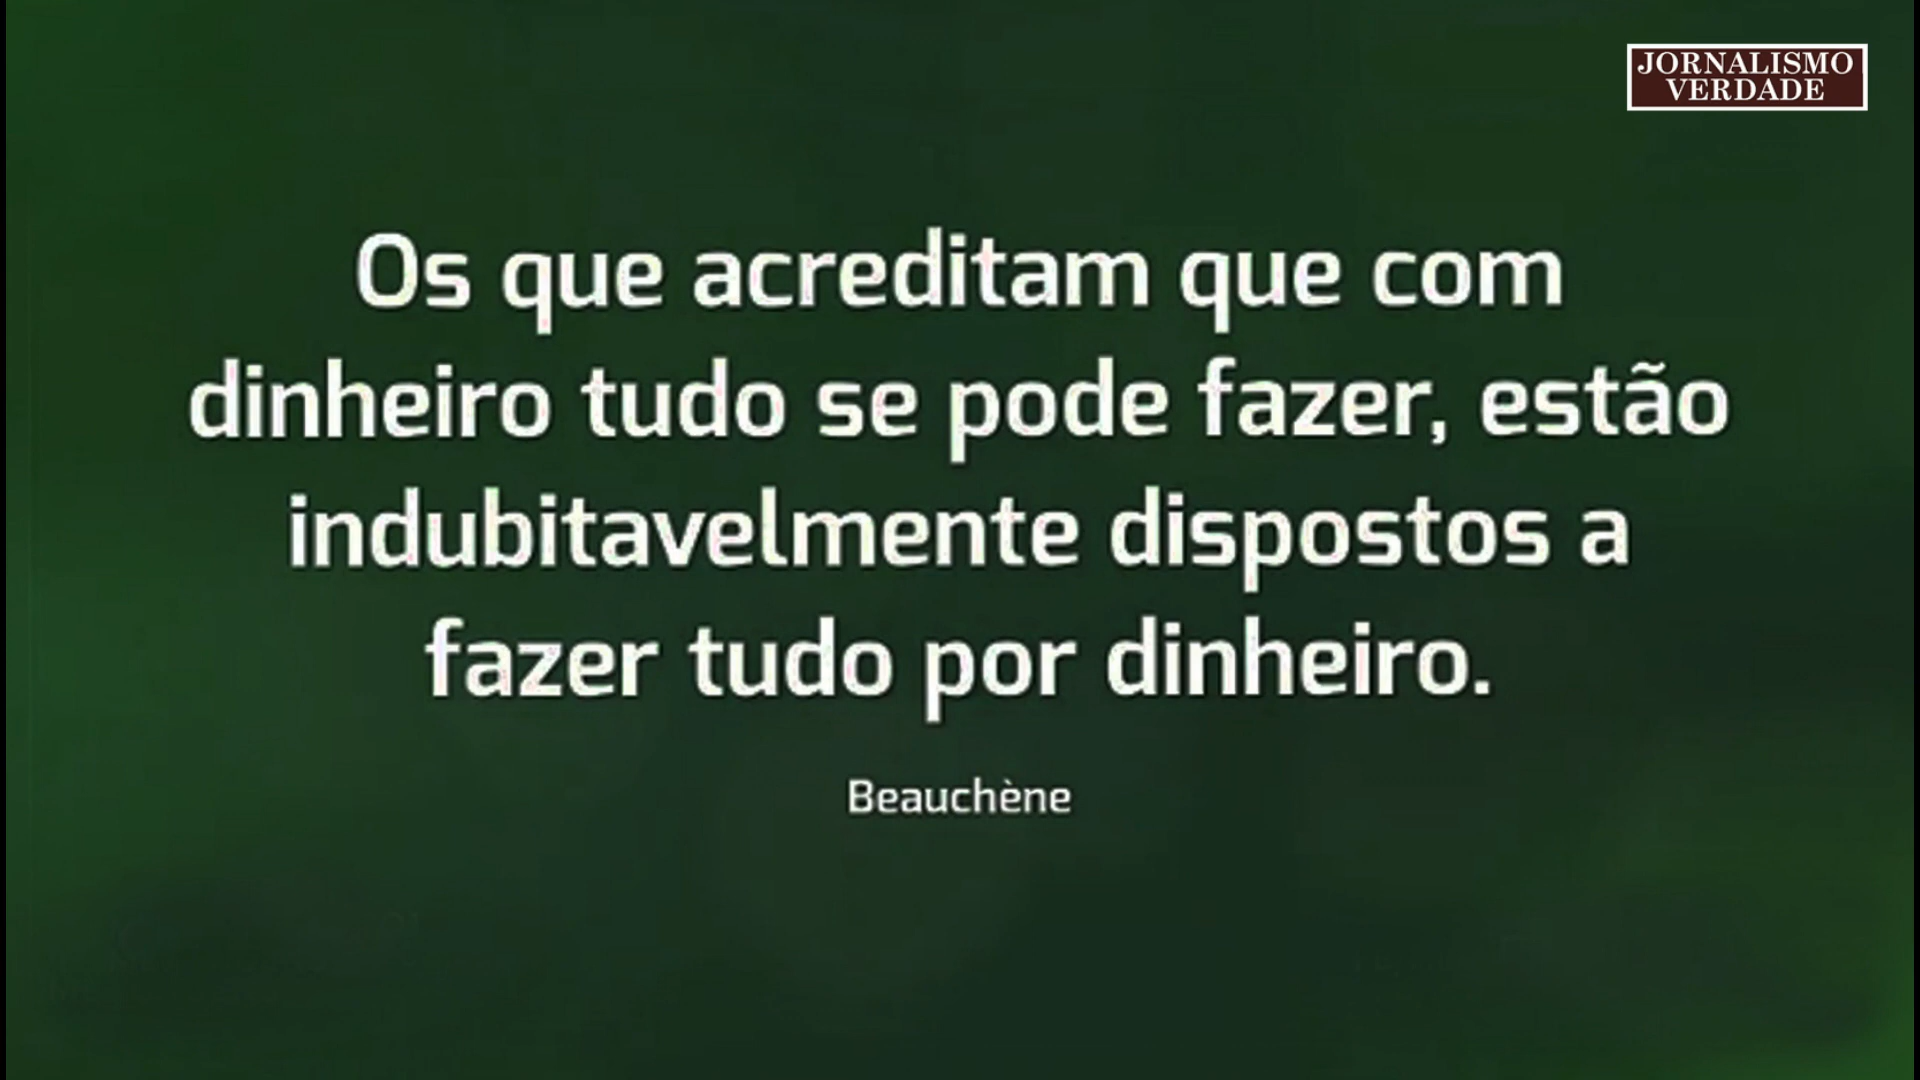 JORNALISMO
VERDADE
Os que acreditam que com
dinheiro tudo se pode fazer, estão
indubitavelmente dispostos a
fazer tudo por dinheiro.
Beauchène